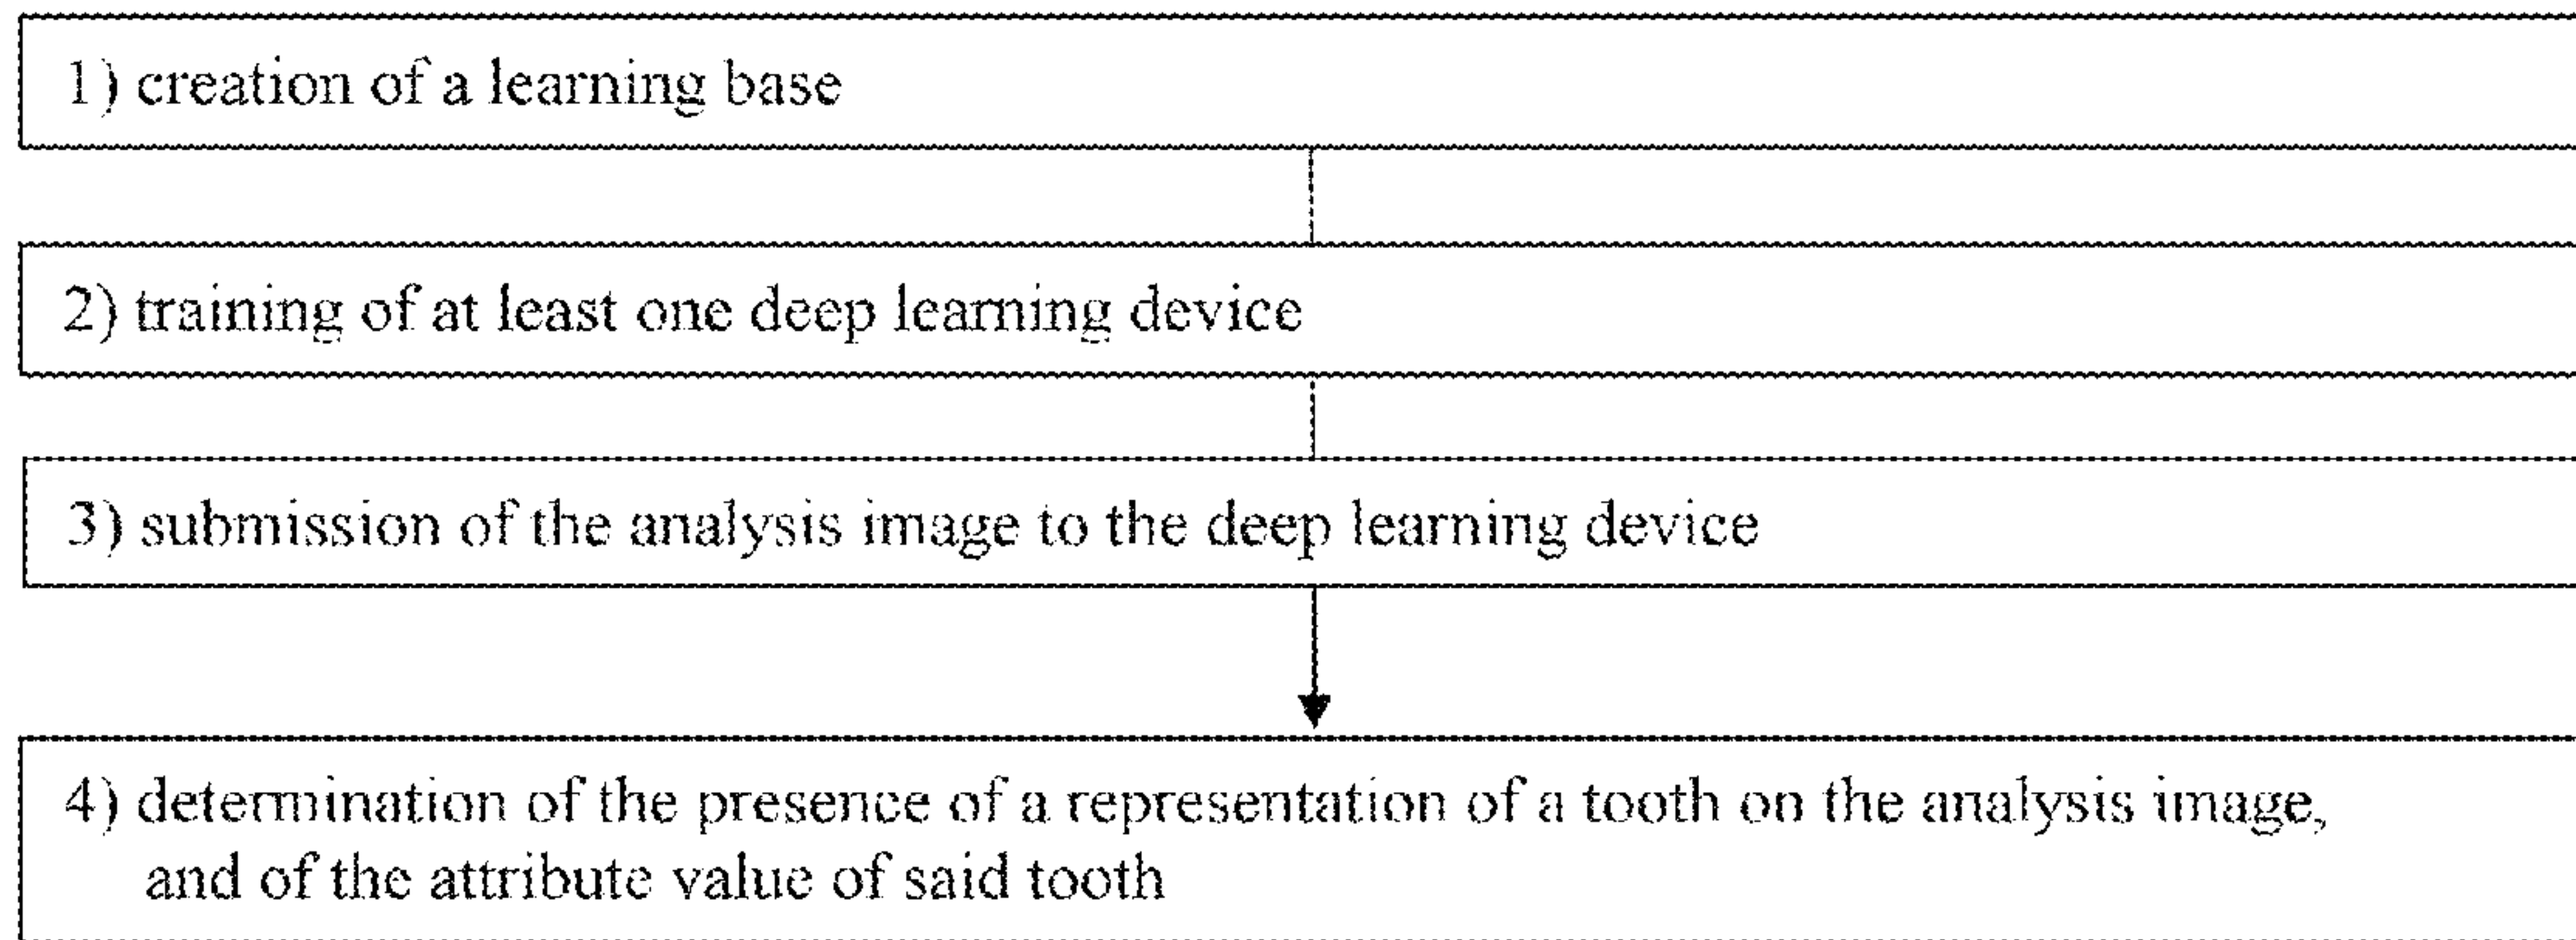 1) creation of a learning base
2) training of at least one deep learning device
3) submission of the analysis image to the deep learning device
4) determination of the presence of a representation of a tooth on the analysis image,
and of the attribute value of said tooth